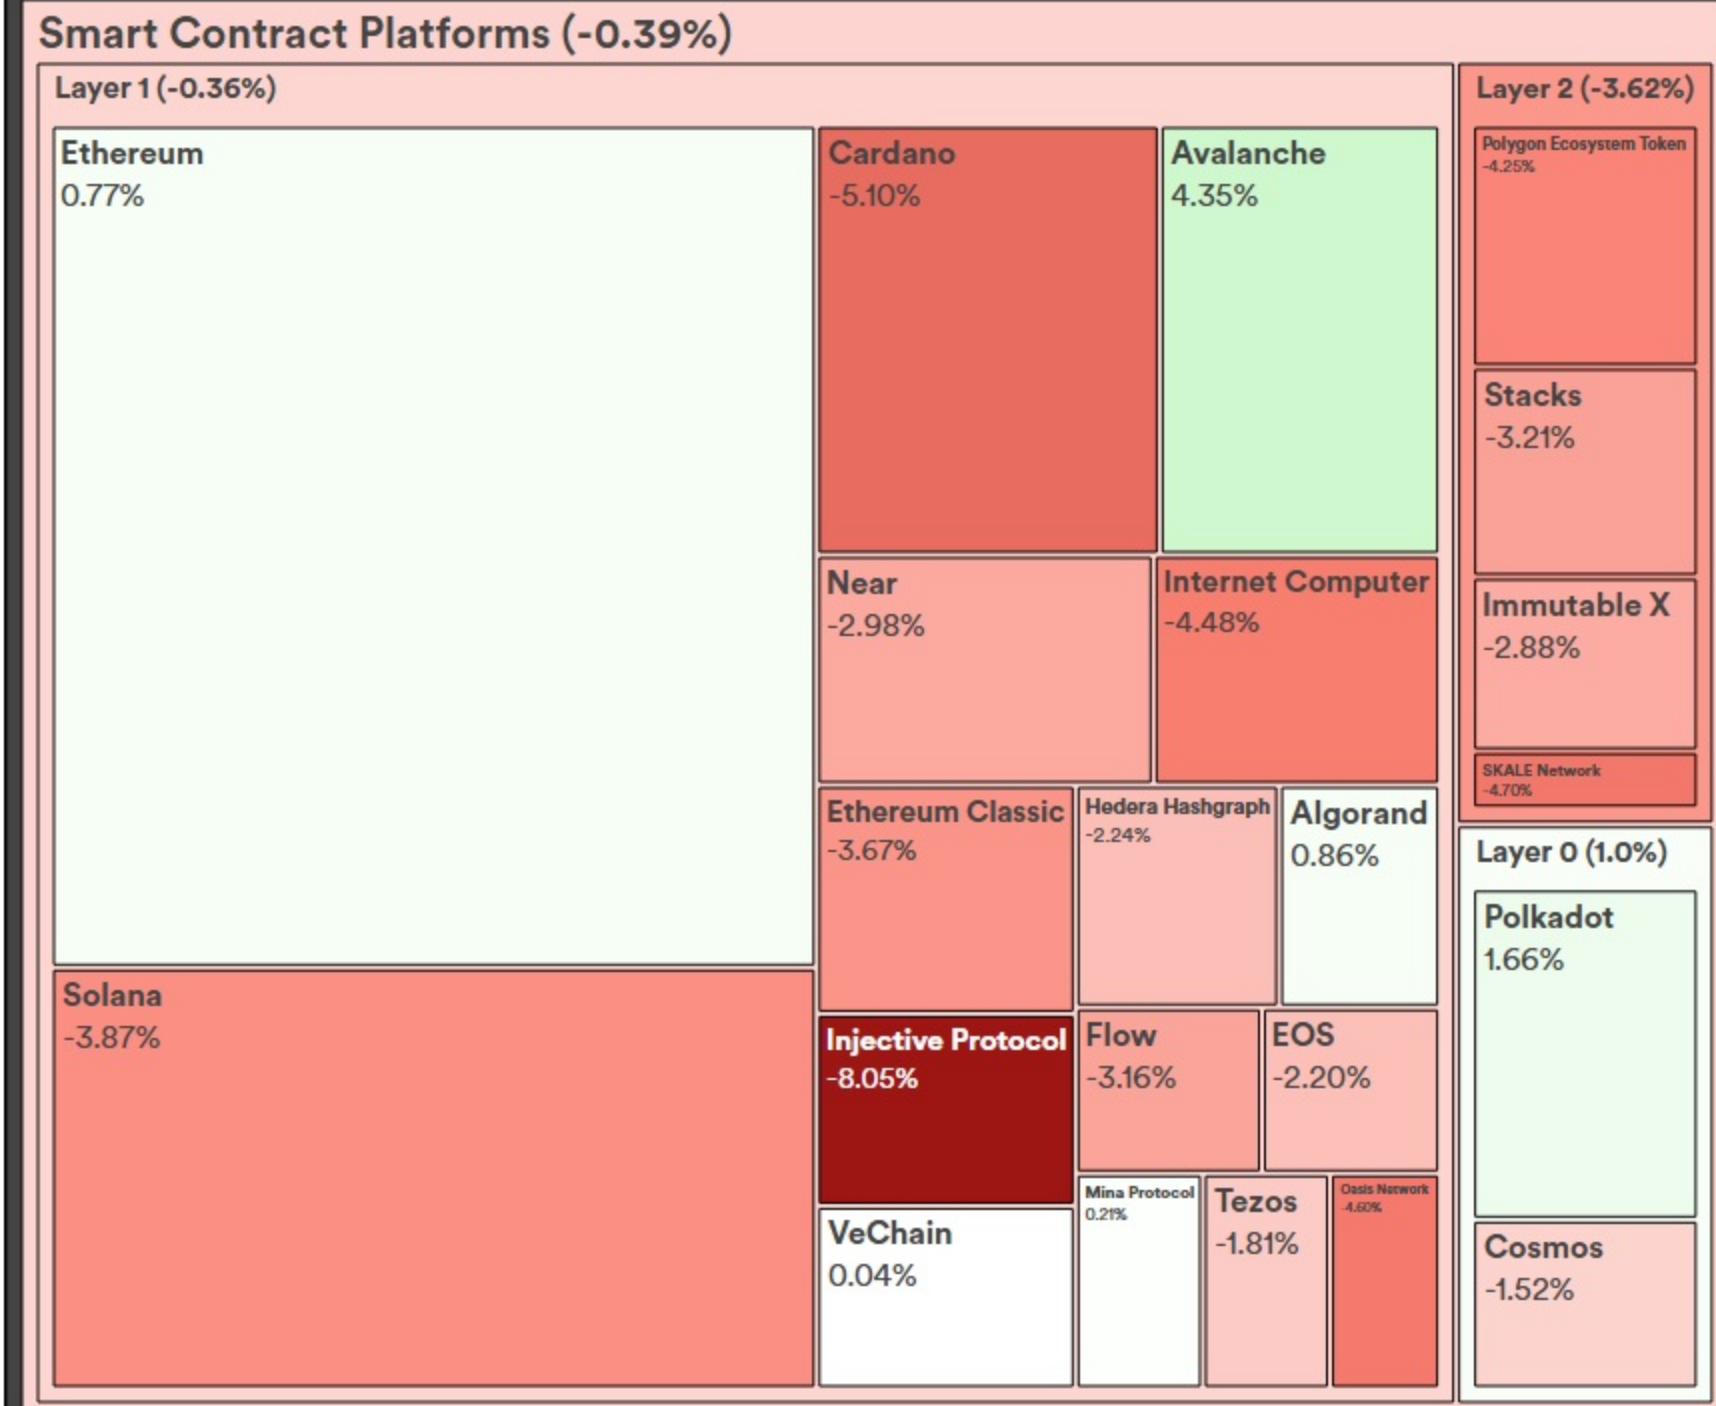 Smart Contract Platforms (-0.39%)
Layer 1 (-0.36%)
Ethereum
0.77%
Solana
-3.87%
Cardano
-5.10%
Avalanche
4.35%
Near
-2.98%
Internet Computer
-4.48%
Ethereum Classic
-3.67%
Hedera Hashgraph
-2.24%
Algorand
0.86%
Injective Protocol
-8.05%
Flow
-3.16%
EOS
-2.20%
VeChain
0.04%
Mina Protocol
0.21%
Tezos
-1.81%
Oasis Network
-4.60%
Layer 2 (-3.62%)
Polygon Ecosystem Token
-4.25%
Stacks
-3.21%
Immutable X
-2.88%
SKALE Network
-4.70%
Layer 0 (1.0%)
Polkadot
1.66%
Cosmos
-1.52%